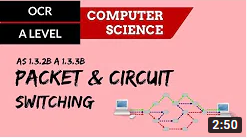 OCR
A LEVEL
COMPUTER
SCIENCE
AS 1.3.2B A 1.3.3B
PACKET & CIRCUIT
SWITCHING
2:50